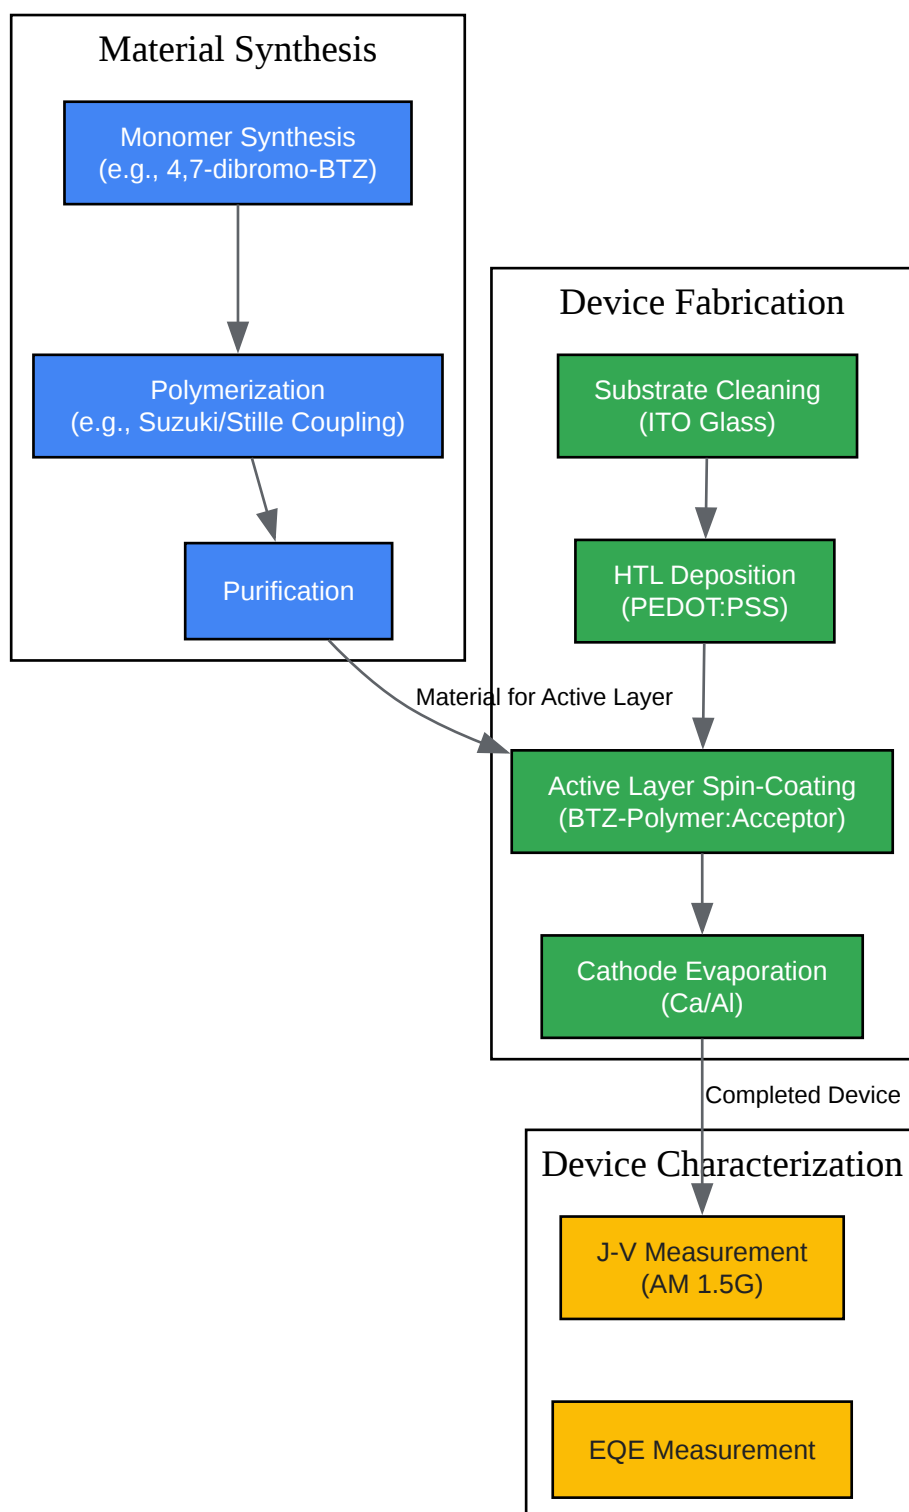 Material Synthesis
Monomer Synthesis
(e.g., 4,7-dibromo-BTZ)
Polymerization
(e.g., Suzuki/Stille Coupling)
Purification
Material for Active Layer
Device Fabrication
Substrate Cleaning
(ITO Glass)
HTL Deposition
(PEDOT:PSS)
Active Layer Spin-Coating
(BTZ-Polymer:Acceptor)
Cathode Evaporation
(Ca/Al)
Completed Device
Device Characterization
J-V Measurement
(AM 1.5G)
EQE Measurement